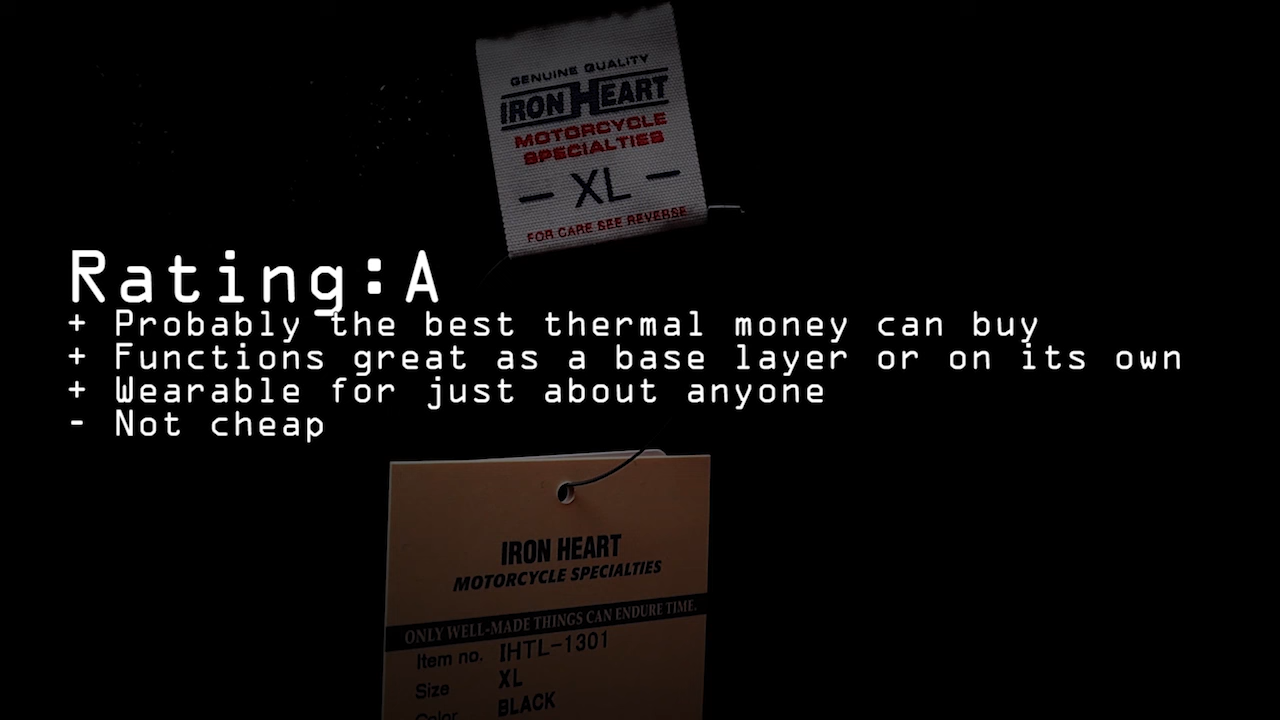 GENUINE QUALITY
IRON HEART
MOTORCYCLE
SPECIALTIES
- XL -
FOR CARE SEE REVERSE
Rating:A
+ Probably the best thermal money can buy
+ Functions great as a base layer or on its own
+ Wearable for just about anyone
- Not cheap
IRON HEART
MOTORCYCLE SPECIALTIES
ONLY WELL-MADE THINGS CAN ENDURE TIME.
Item no. IHTL-1301
Size XL
Color BLACK